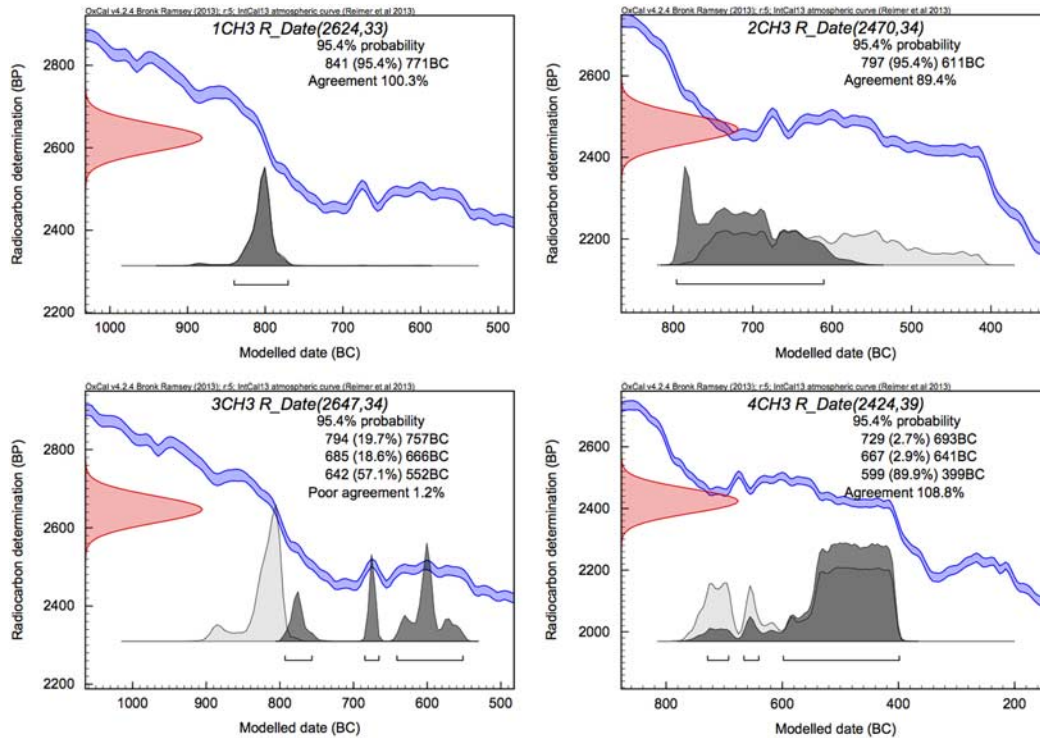 OxCal v4.2.4 Bronk Ramsey (2013); r:5; IntCal13 atmospheric curve (Reimer et al 2013)
1CH3 R_Date(2624,33)
95.4% probability
841 (95.4%) 771BC
Agreement 100.3%
Radiocarbon determination (BP)
2800
2600
2400
2200
1000
900
800
700
600
500
Modelled date (BC)
OxCal v4.2.4 Bronk Ramsey (2013); r:5; IntCal13 atmospheric curve (Reimer et al 2013)
2CH3 R_Date(2470,34)
95.4% probability
797 (95.4%) 611BC
Agreement 89.4%
Radiocarbon determination (BP)
2600
2400
2200
800
700
600
500
400
Modelled date (BC)
OxCal v4.2.4 Bronk Ramsey (2013); r:5; IntCal13 atmospheric curve (Reimer et al 2013)
3CH3 R_Date(2647,34)
95.4% probability
794 (19.7%) 757BC
685 (18.6%) 666BC
642 (57.1%) 552BC
Poor agreement 1.2%
Radiocarbon determination (BP)
2800
2600
2400
2200
1000
900
800
700
600
500
Modelled date (BC)
OxCal v4.2.4 Bronk Ramsey (2013); r:5; IntCal13 atmospheric curve (Reimer et al 2013)
4CH3 R_Date(2424,39)
95.4% probability
729 (2.7%) 693BC
667 (2.9%) 641BC
599 (89.9%) 399BC
Agreement 108.8%
Radiocarbon determination (BP)
2600
2400
2200
2000
800
600
400
200
Modelled date (BC)